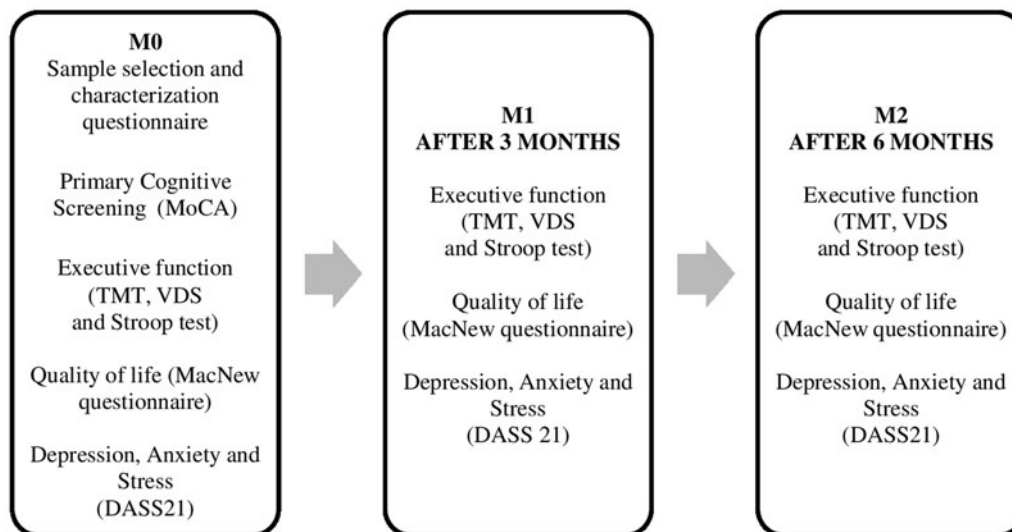 M0
Sample selection and
characterization
questionnaire
Primary Cognitive
Screening (MoCA)
Executive function
(TMT, VDS
and Stroop test)
Quality of life (MacNew
questionnaire)
Depression, Anxiety and
Stress
(DASS21)
M1
AFTER 3 MONTHS
Executive function
(TMT, VDS
and Stroop test)
Quality of life
(MacNew questionnaire)
Depression, Anxiety and
Stress
(DASS 21)
M2
AFTER 6 MONTHS
Executive function
(TMT, VDS
and Stroop test)
Quality of life
(MacNew questionnaire)
Depression, Anxiety and
Stress
(DASS21)